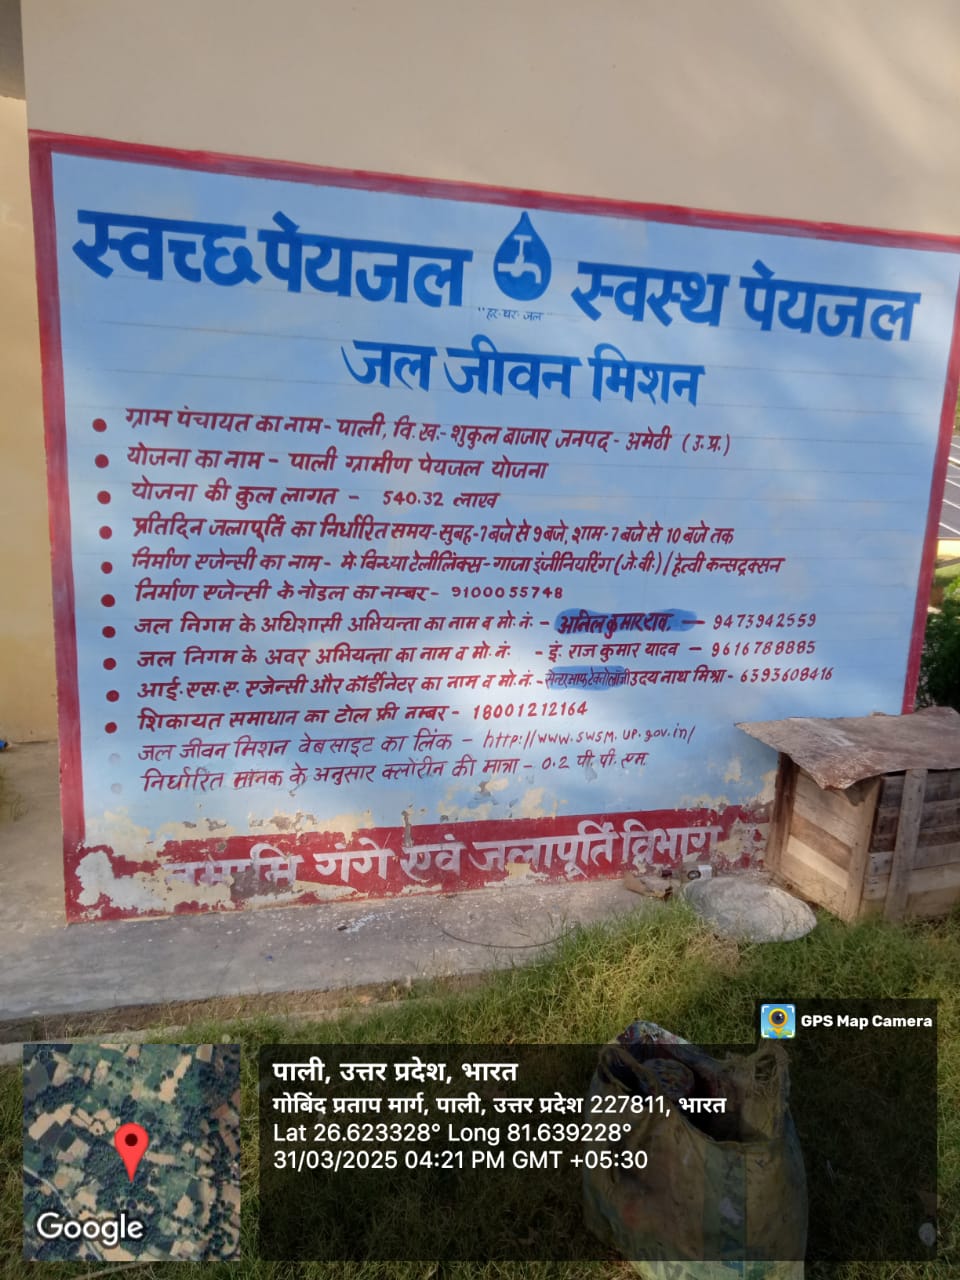 स्वच्छ पेयजल स्वस्थ पेयजल
"हर घर जल"
जल जीवन मिशन
ग्राम पंचायत का नाम - पाली, वि.ख.- शुकुल बाजार जनपद - अमेठी (उ.प्र.)
योजना का नाम - पाली ग्रामीण पेयजल योजना
योजना की कुल लागत - 540.32 लाख
प्रतिदिन जलापूर्ति का निर्धारित समय - सुबह - 7 बजे से 9 बजे, शाम - 7 बजे से 10 बजे तक
निर्माण एजेन्सी का नाम - मे. विन्ध्या टेलीलिंक्स - गाजा इंजीनियरिंग (जे.वी.) / हेल्वी कन्सट्रक्सन
निर्माण एजेन्सी के नोडल का नम्बर - 9100055748
जल निगम के अधिशासी अभियन्ता का नाम व मो.नं. - अनिल कुमार राव. - 9473942559
जल निगम के अवर अभियन्ता का नाम व मो.नं. - इं. राज कुमार यादव - 9616788885
आई.एस.ए. एजेन्सी और कॉर्डीनेटर का नाम व मो.नं. - सेन्टर आफ टेक्नोलॉजी उदय नाथ मिश्रा - 6393608416
शिकायत समाधान का टोल फ्री नम्बर - 18001212164
जल जीवन मिशन वेबसाइट का लिंक - http://www.swsm.up.gov.in/
निर्धारित मानक के अनुसार क्लोरीन की मात्रा - 0.2 पी.पी.एम.
नमामि गंगे एवं जलापूर्ति विभाग
GPS Map Camera
पाली, उत्तर प्रदेश, भारत
गोबिंद प्रताप मार्ग, पाली, उत्तर प्रदेश 227811, भारत
Lat 26.623328° Long 81.639228°
31/03/2025 04:21 PM GMT +05:30
Google